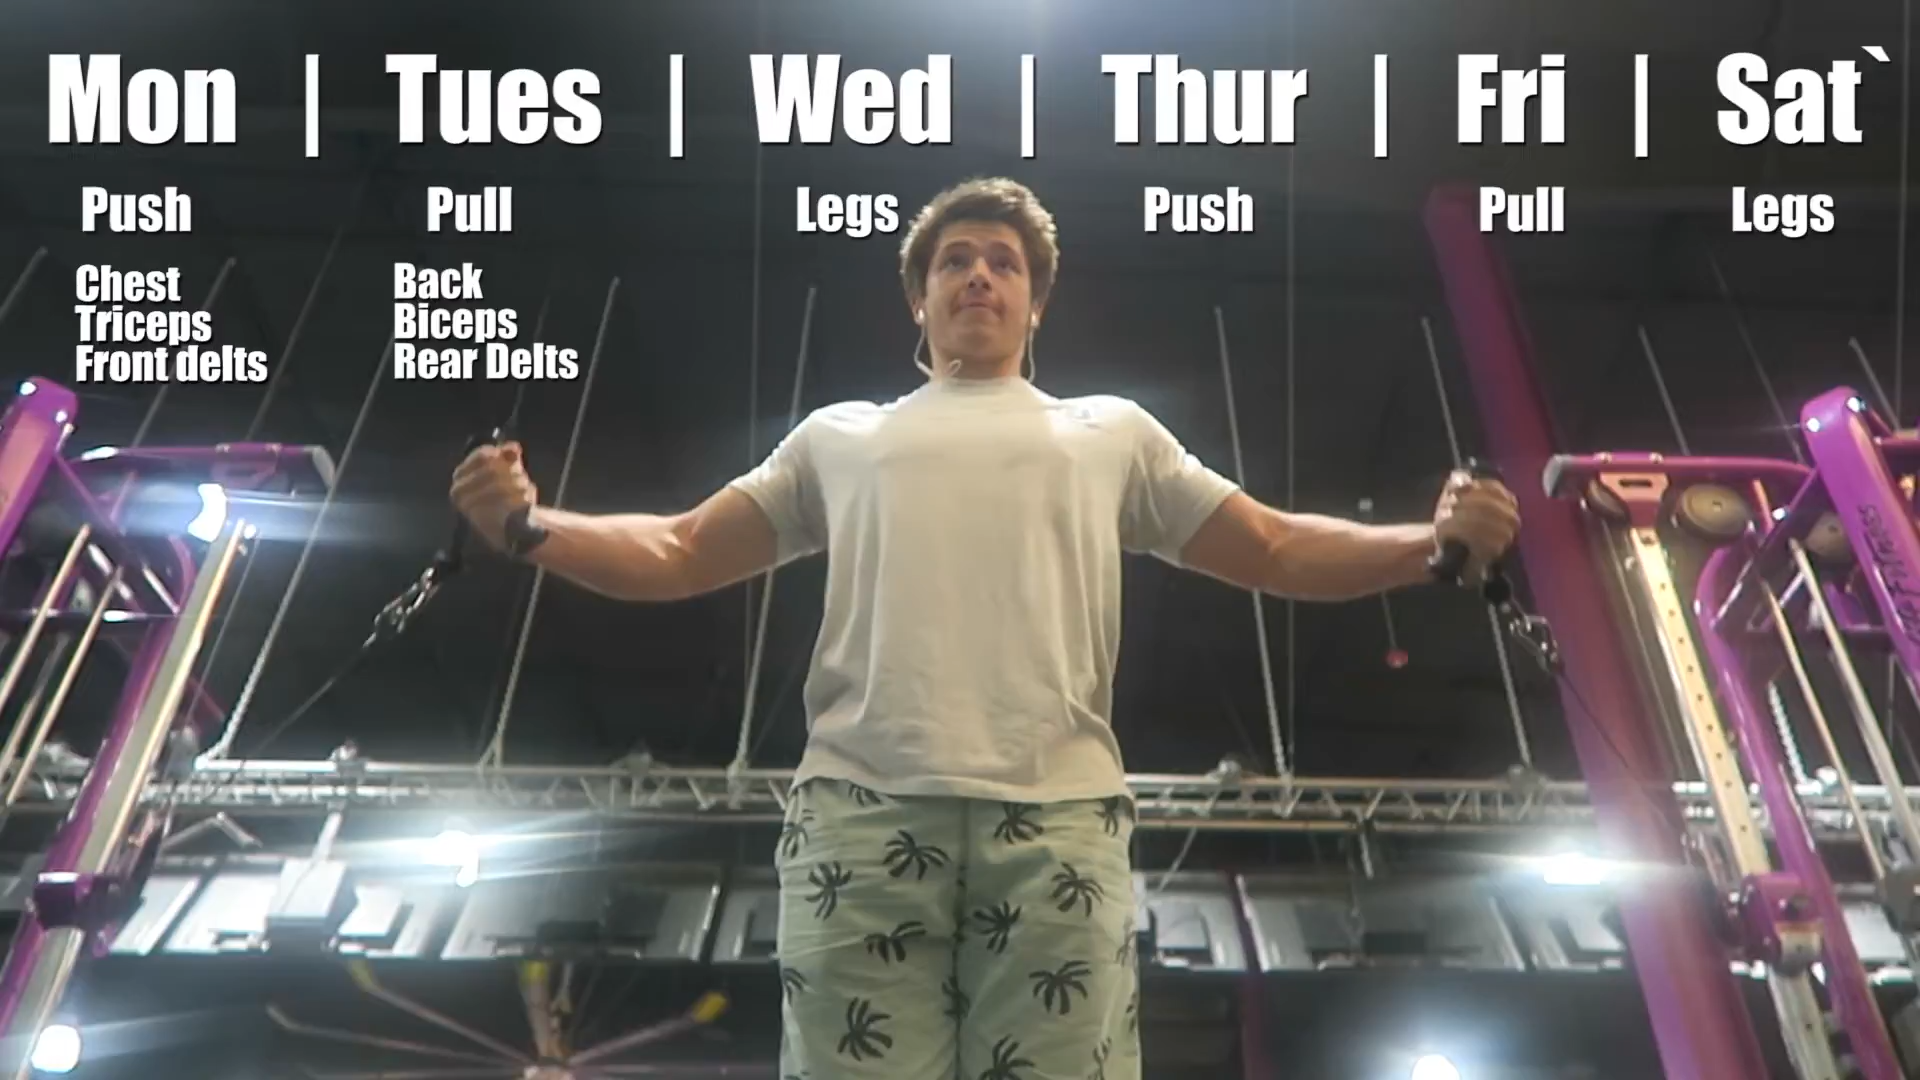 Mon | Tues | Wed | Thur | Fri | Sat`
Push Pull Legs Push Pull Legs
Chest
Triceps
Front delts
Back
Biceps
Rear Delts